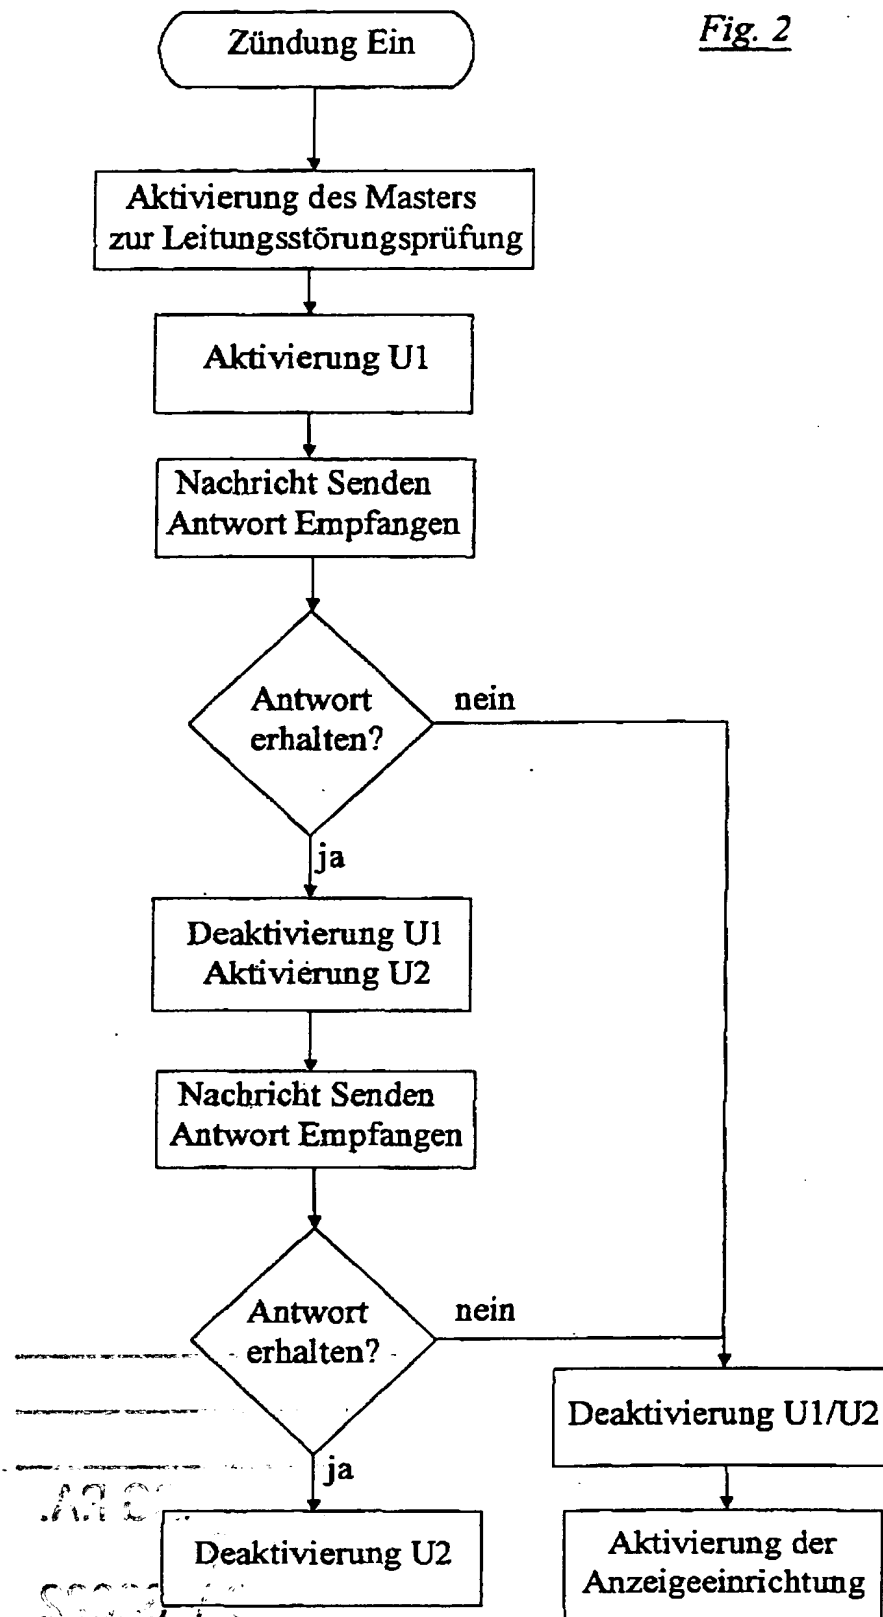 Fig. 2
Zündung Ein
Aktivierung des Masters
zur Leitungsstörungsprüfung
Aktivierung U1
Nachricht Senden
Antwort Empfangen
Antwort
erhalten?
nein
ja
Deaktivierung U1
Aktivierung U2
Nachricht Senden
Antwort Empfangen
Antwort
erhalten?
nein
ja
Deaktivierung U1/U2
Deaktivierung U2
Aktivierung der
Anzeigeeinrichtung